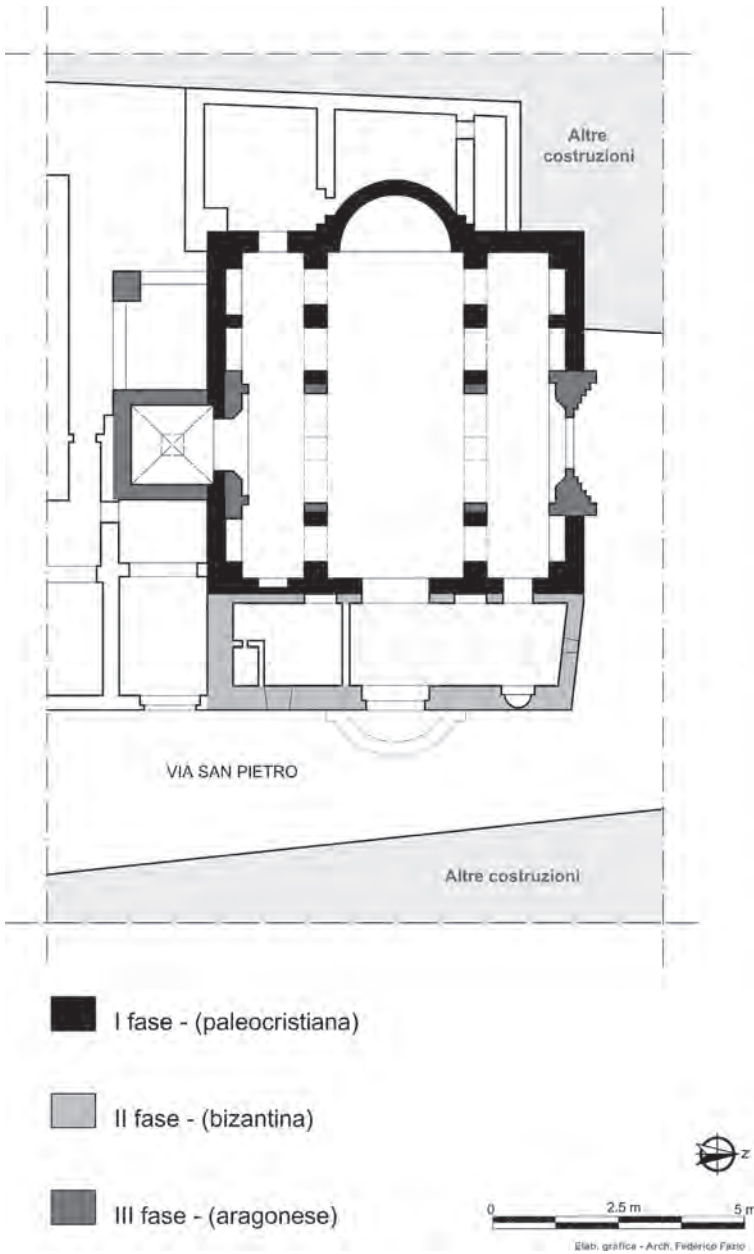 Altre
costruzioni
VIA SAN PIETRO
Altre costruzioni
I fase - (paleocristiana)
II fase - (bizantina)
III fase - (aragonese)
z
0 2.5 m 5 m
Elab. grafica - Arch. Federico Fazio